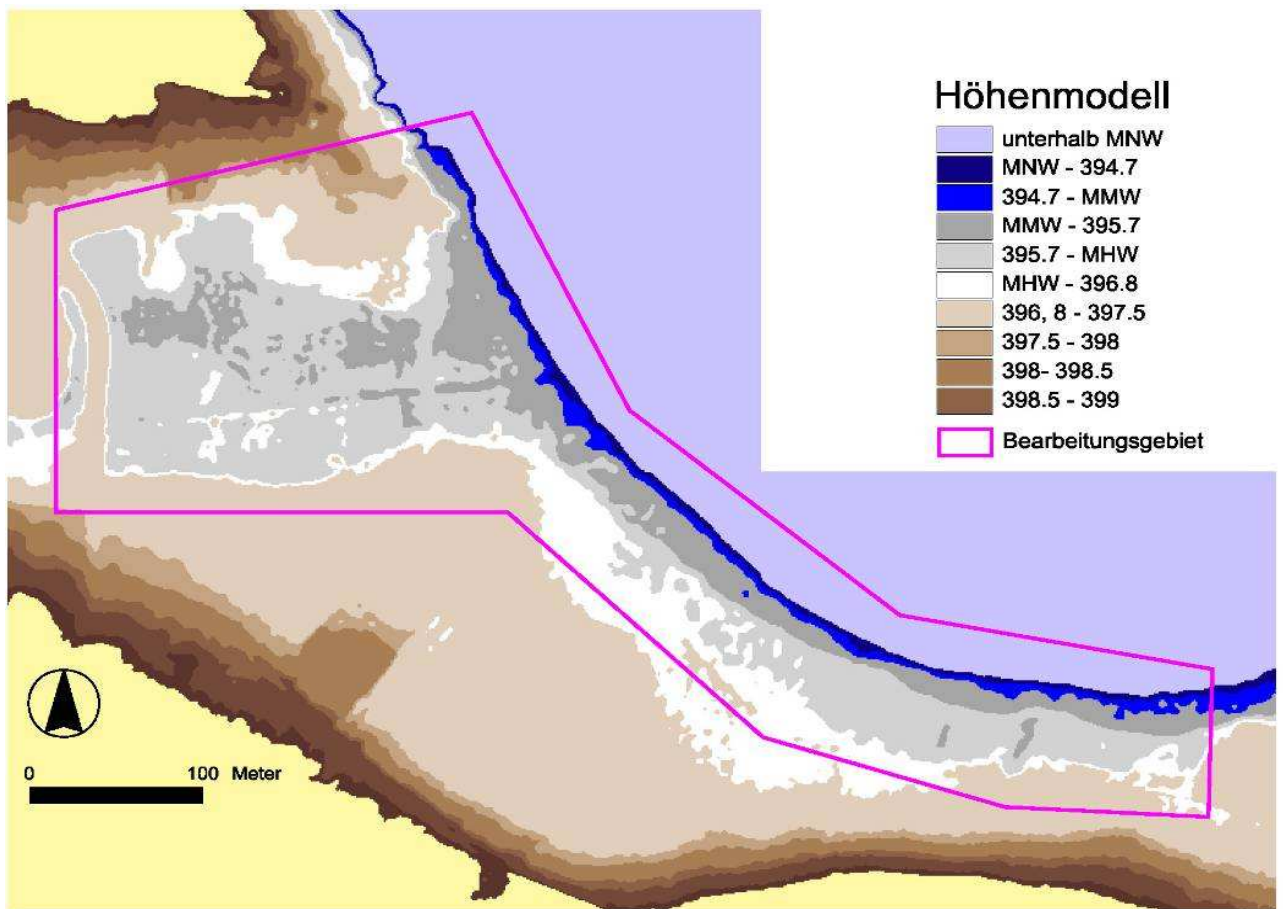 Höhenmodell
unterhalb MNW
MNW - 394.7
394.7 - MMW
MMW - 395.7
395.7 - MHW
MHW - 396.8
396, 8 - 397.5
397.5 - 398
398- 398.5
398.5 - 399
Bearbeitungsgebiet
0 100 Meter